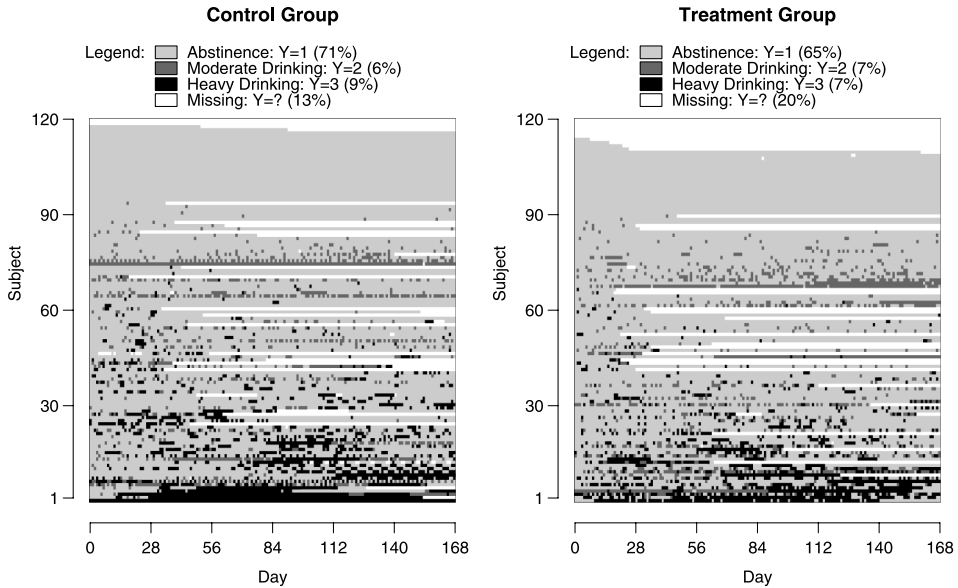 Control Group
Legend: Abstinence: Y=1 (71%)
Moderate Drinking: Y=2 (6%)
Heavy Drinking: Y=3 (9%)
Missing: Y=? (13%)
120
90
60
30
1
Subject
0 28 56 84 112 140 168
Day
Treatment Group
Legend: Abstinence: Y=1 (65%)
Moderate Drinking: Y=2 (7%)
Heavy Drinking: Y=3 (7%)
Missing: Y=? (20%)
120
90
60
30
1
Subject
0 28 56 84 112 140 168
Day